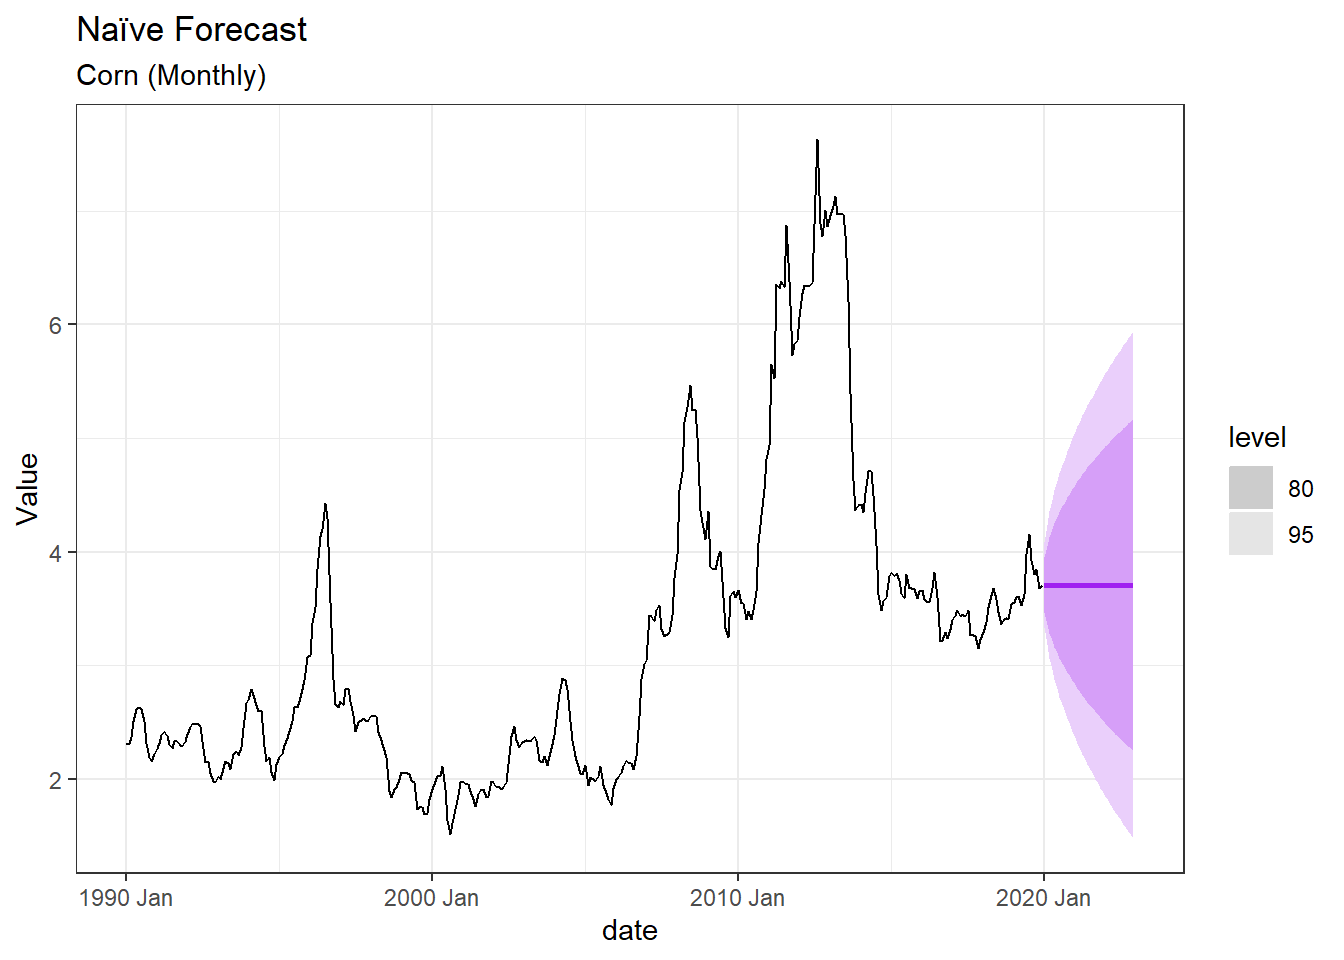 Naïve Forecast
Corn (Monthly)
Value
6
4
2
1990 Jan
2000 Jan
2010 Jan
2020 Jan
date
level
80
95